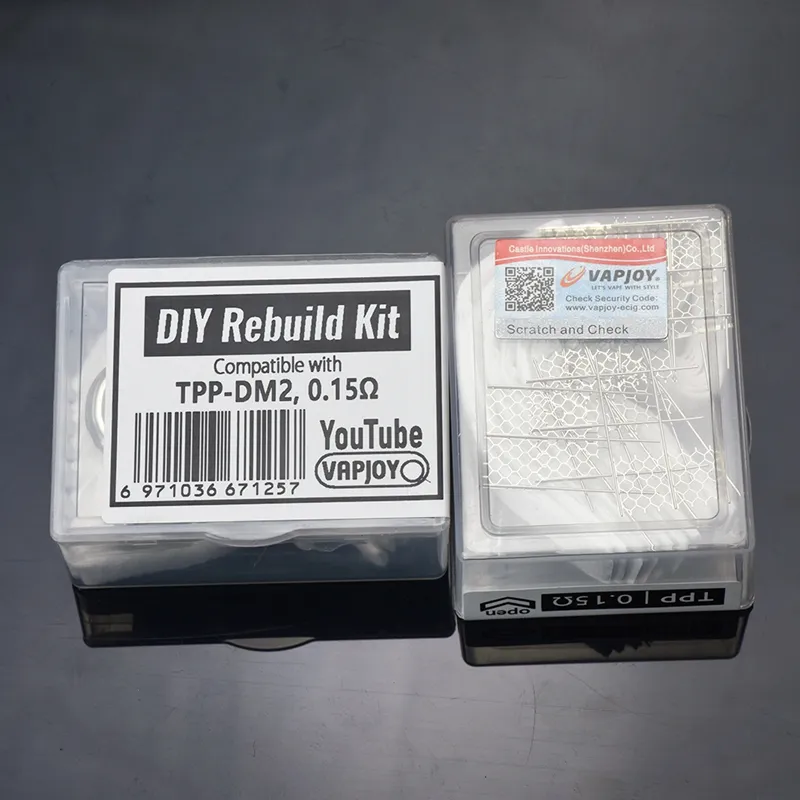 DIY Rebuild Kit
Compatible with
TPP-DM2, 0.15Ω
6 971036 671257
YouTube
VAPJOY
Castle Innovations(Shenzhen)Co.,Ltd
VAPJOY.
LET'S VAPE WITH STYLE
Check Security Code:
www.vapjoy-ecig.com
Scratch and Check
TPP | 0.15Ω
open